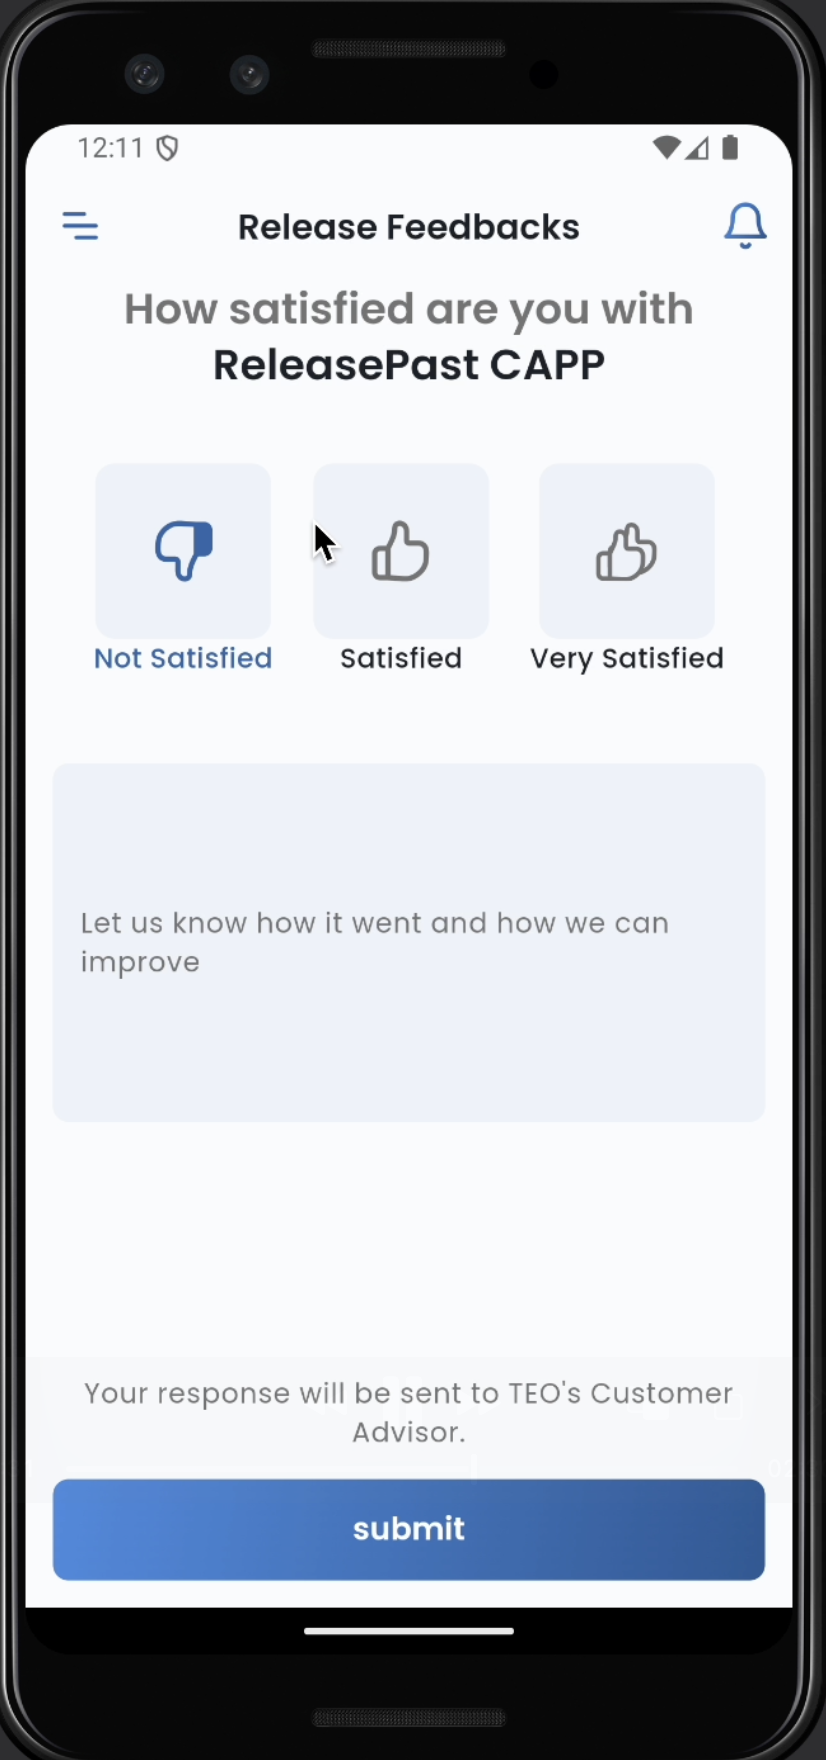 12:11
Release Feedbacks
How satisfied are you with
ReleasePast CAPP
Not Satisfied
Satisfied
Very Satisfied
Let us know how it went and how we can
improve
Your response will be sent to TEO's Customer
Advisor.
submit